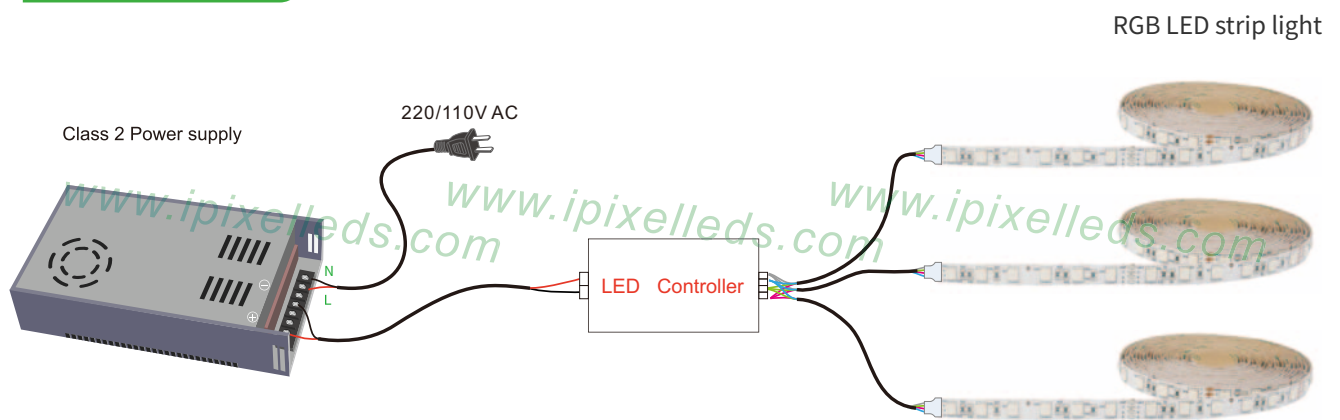 RGB LED strip light
220/110V AC
Class 2 Power supply
www.ipixelleds.com
www.ipixelleds.com
www.ipixelleds.com
N
L
⊖
⊕
LED Controller